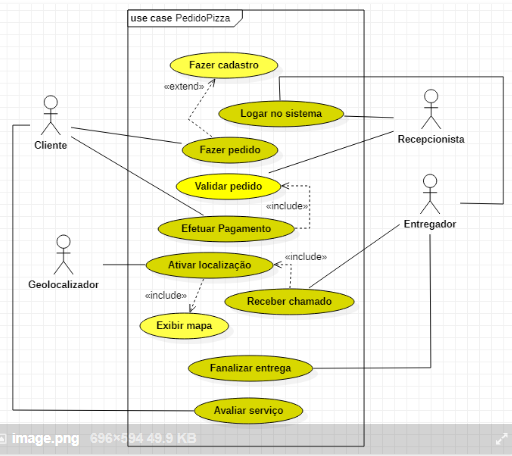 use case PedidoPizza
Fazer cadastro
«extend»
Logar no sistema
Cliente
Recepcionista
Fazer pedido
Validar pedido
«include»
Entregador
Efetuar Pagamento
«include»
Ativar localização
Geolocalizador
«include»
Receber chamado
Exibir mapa
Fanalizar entrega
Avaliar serviço
image.png 696×594 49.9 KB